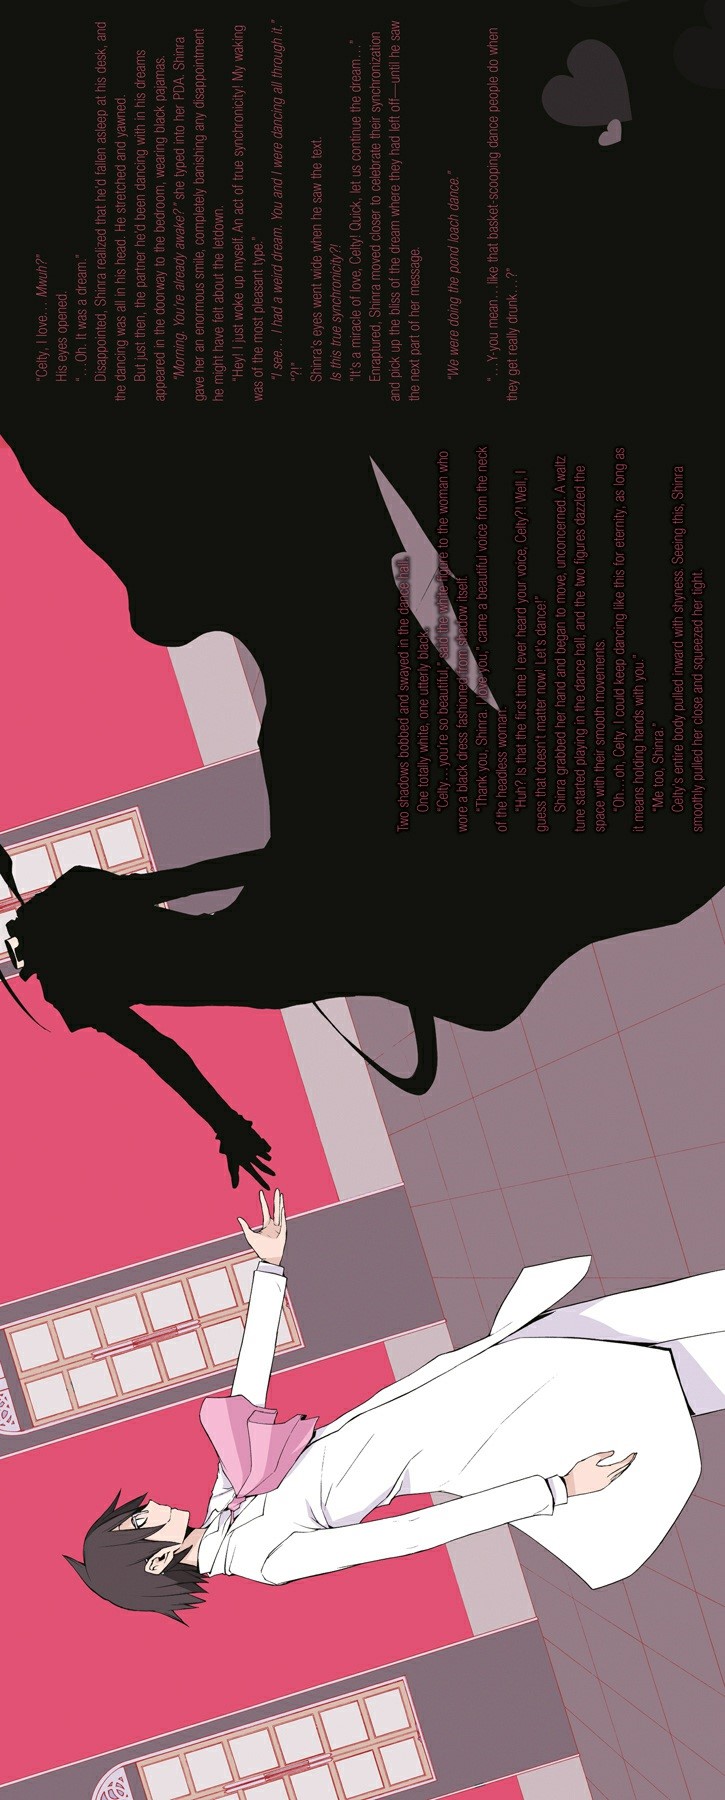 Two shadows bobbed and swayed in the dance hall.
One totally white, one utterly black.
“Celty…you’re so beautiful,” said the white figure to the woman who
wore a black dress fashioned from shadow itself.
“Thank you, Shinra. I love you,” came a beautiful voice from the neck
of the headless woman.
“Huh? Is that the first time I ever heard your voice, Celty?! Well, I
guess that doesn’t matter now! Let’s dance!”
Shinra grabbed her hand and began to move, unconcerned. A waltz
tune started playing in the dance hall, and the two figures dazzled the
space with their smooth movements.
“Oh…oh, Celty. I could keep dancing like this for eternity, as long as
it means holding hands with you.”
“Me too, Shinra.”
Celty’s entire body pulled inward with shyness. Seeing this, Shinra
smoothly pulled her close and squeezed her tight.
“Celty, I love… Mwuh?”
His eyes opened.
“…Oh. It was a dream.”
Disappointed, Shinra realized that he’d fallen asleep at his desk, and
the dancing was all in his head. He stretched and yawned.
But just then, the partner he’d been dancing with in his dreams
appeared in the doorway to the bedroom, wearing black pajamas.
“Morning. You’re already awake?” she typed into her PDA. Shinra
gave her an enormous smile, completely banishing any disappointment
he might have felt about the letdown.
“Hey! I just woke up myself. An act of true synchronicity! My waking
was of the most pleasant type.”
“I see… I had a weird dream. You and I were dancing all through it.”
“?!”
Shinra’s eyes went wide when he saw the text.
Is this true synchronicity?!
“It’s a miracle of love, Celty! Quick, let us continue the dream…”
Enraptured, Shinra moved closer to celebrate their synchronization
and pick up the bliss of the dream where they had left off—until he saw
the next part of her message.
“We were doing the pond loach dance.”
“…Y-you mean…like that basket-scooping dance people do when
they get really drunk…?”